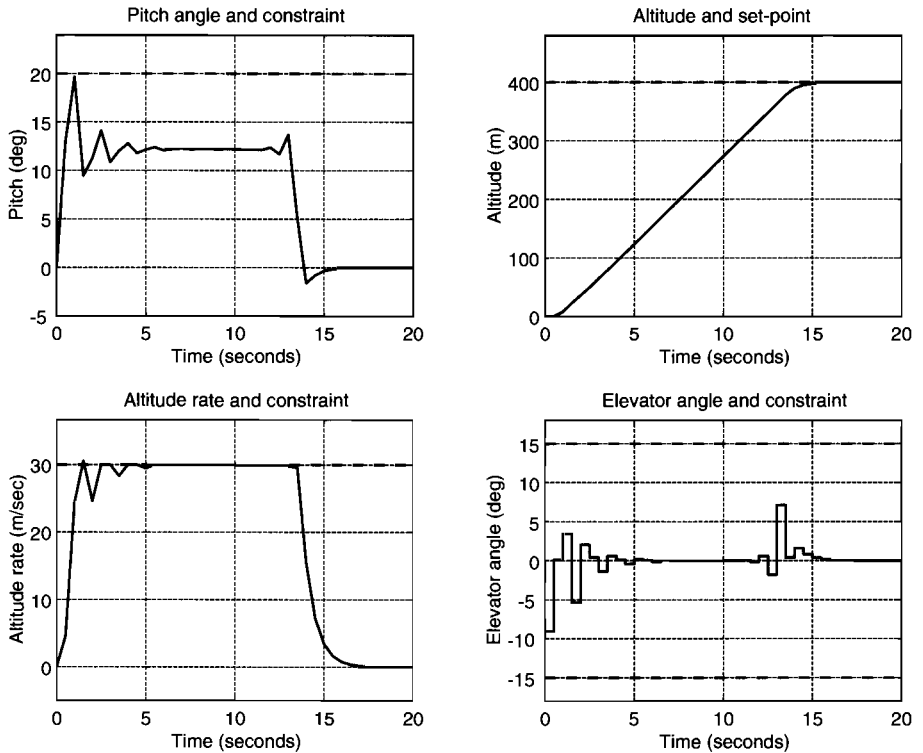 Pitch angle and constraint
Pitch (deg)
20
15
10
5
0
-5
0 5 10 15 20
Time (seconds)
Altitude and set-point
Altitude (m)
400
300
200
100
0
0 5 10 15 20
Time (seconds)
Altitude rate and constraint
Altitude rate (m/sec)
30
20
10
0
0 5 10 15 20
Time (seconds)
Elevator angle and constraint
Elevator angle (deg)
15
10
5
0
-5
-10
-15
0 5 10 15 20
Time (seconds)